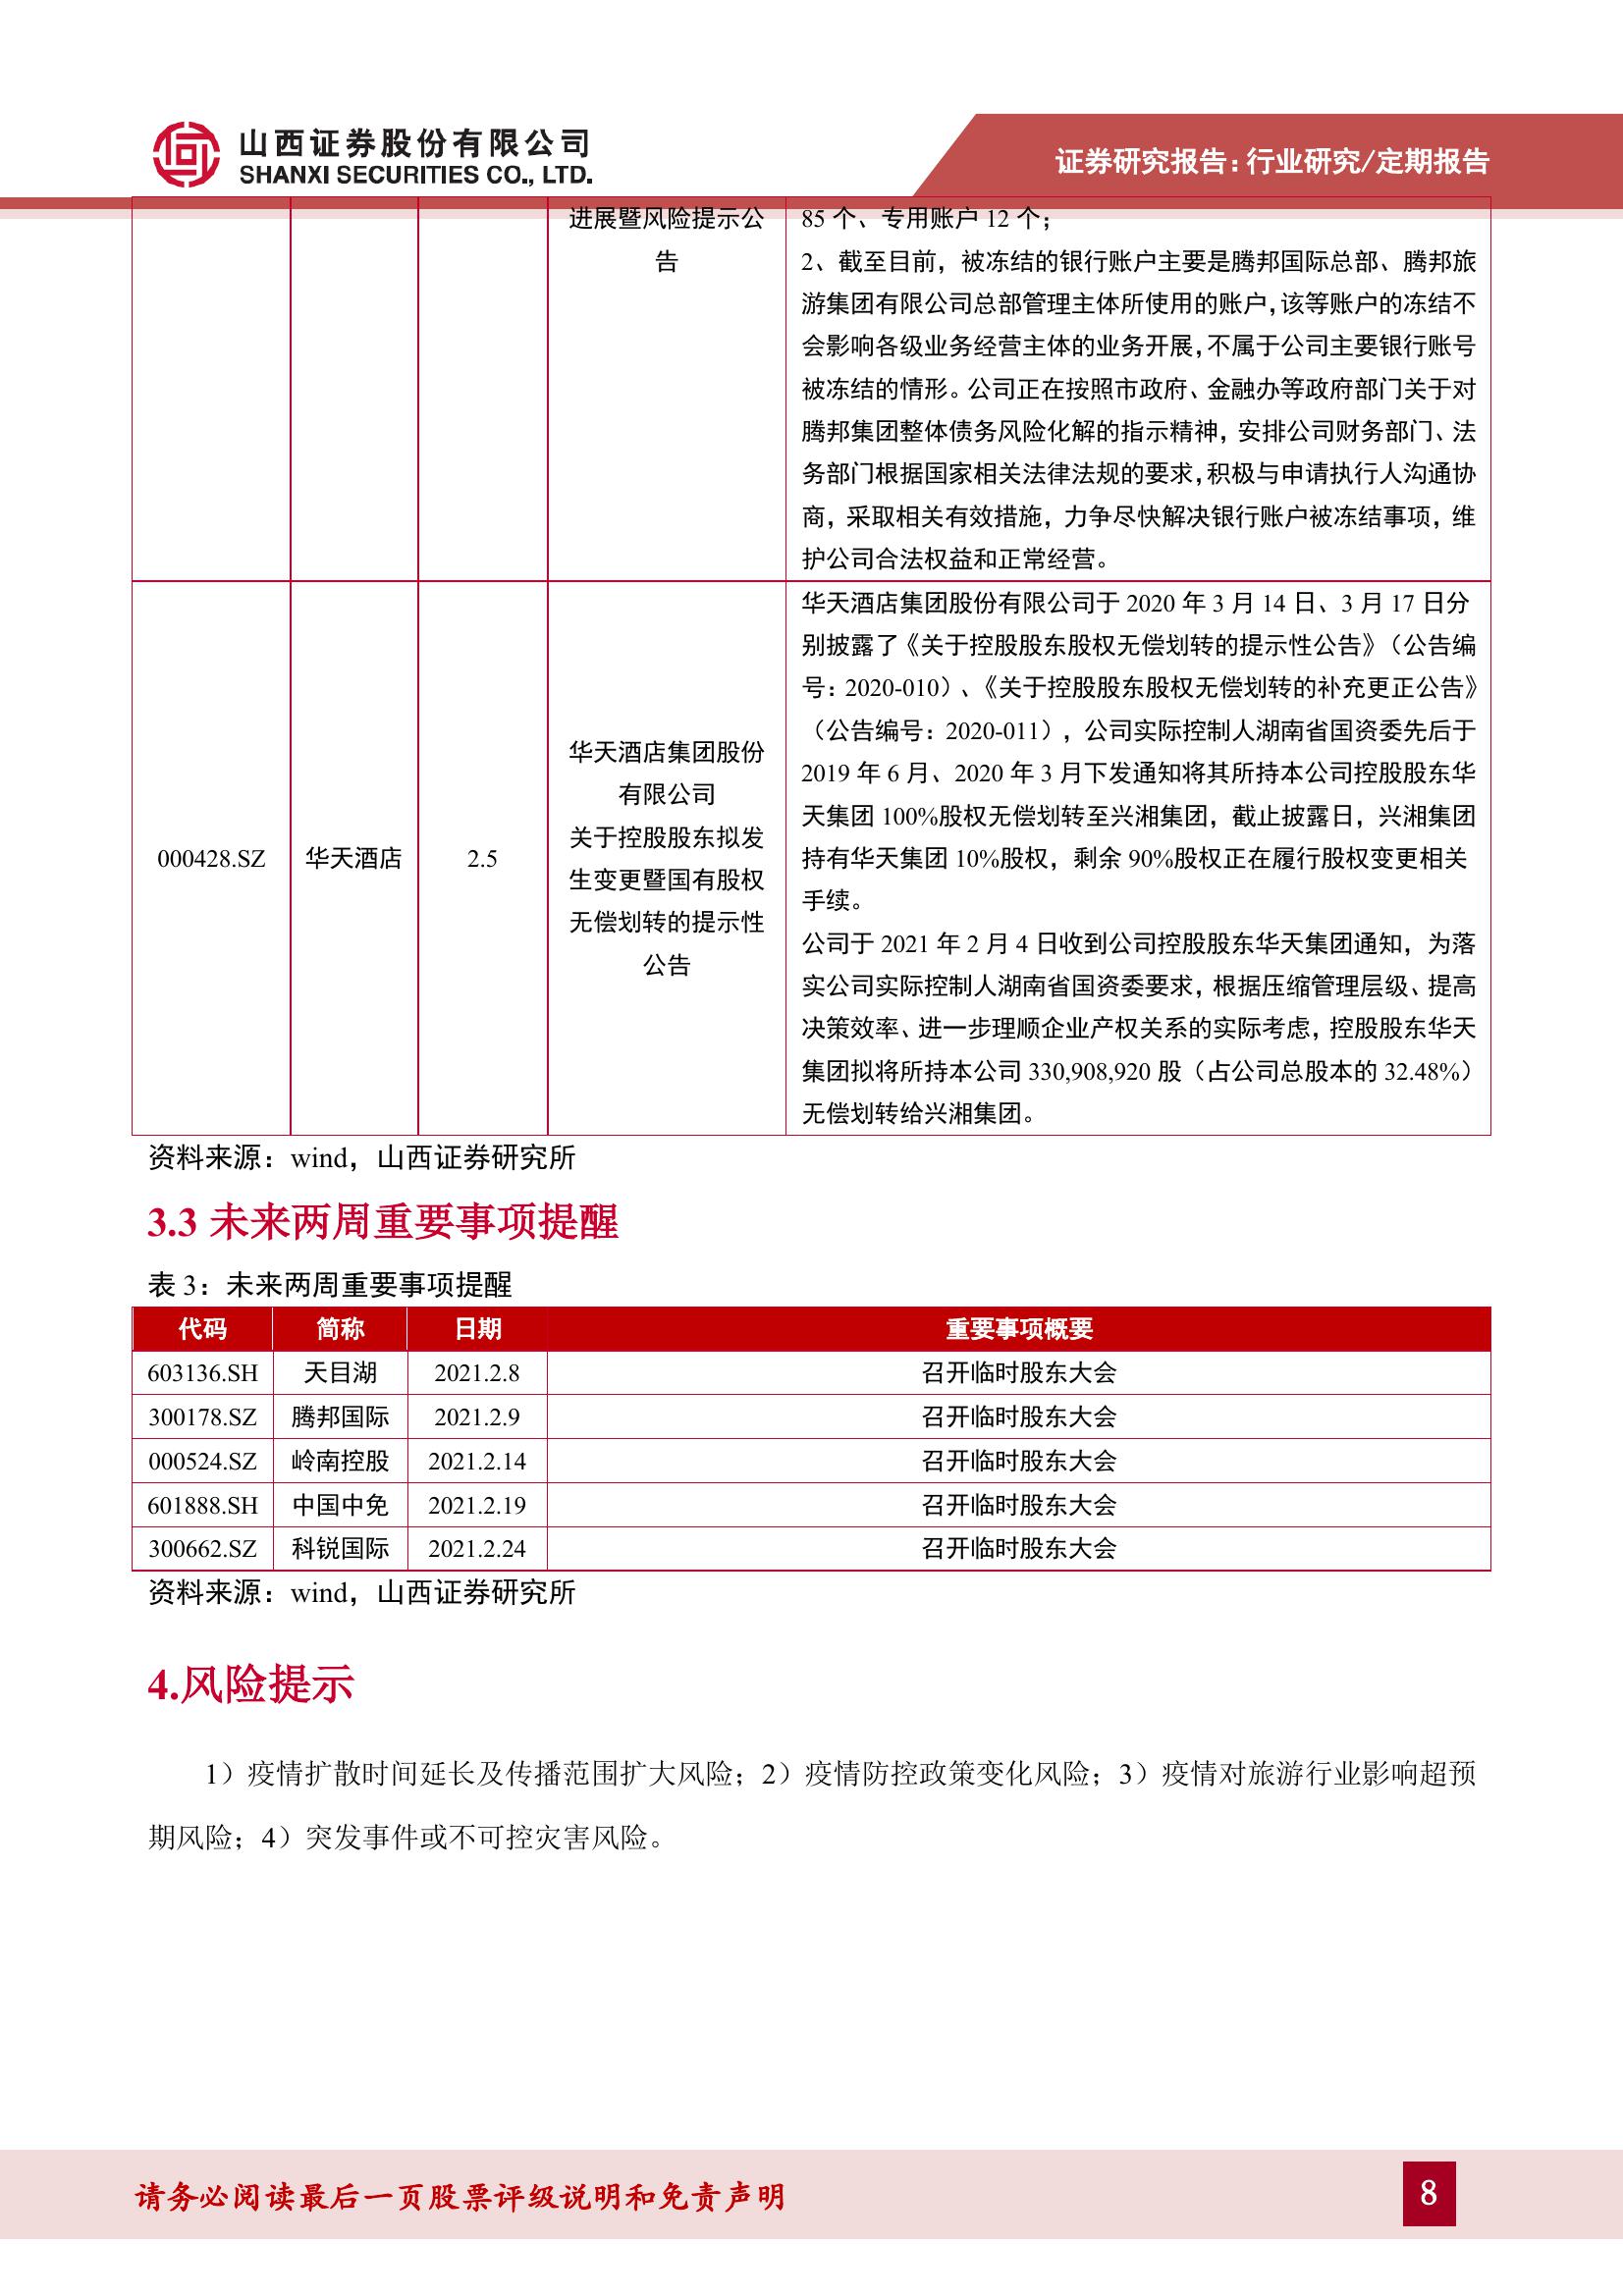 山西证券股份有限公司
SHANXI SECURITIES CO., LTD.
证券研究报告：行业研究/定期报告
进展暨风险提示公
告
85 个、专用账户 12 个；
2、截至目前，被冻结的银行账户主要是腾邦国际总部、腾邦旅
游集团有限公司总部管理主体所使用的账户，该等账户的冻结不
会影响各级业务经营主体的业务开展，不属于公司主要银行账号
被冻结的情形。公司正在按照市政府、金融办等政府部门关于对
腾邦集团整体债务风险化解的指示精神，安排公司财务部门、法
务部门根据国家相关法律法规的要求，积极与申请执行人沟通协
商，采取相关有效措施，力争尽快解决银行账户被冻结事项，维
护公司合法权益和正常经营。
000428.SZ
华天酒店
2.5
华天酒店集团股份
有限公司
关于控股股东拟发
生变更暨国有股权
无偿划转的提示性
公告
华天酒店集团股份有限公司于 2020 年 3 月 14 日、3 月 17 日分
别披露了《关于控股股东股权无偿划转的提示性公告》（公告编
号：2020-010）、《关于控股股东股权无偿划转的补充更正公告》
（公告编号：2020-011），公司实际控制人湖南省国资委先后于
2019 年 6 月、2020 年 3 月下发通知将其所持本公司控股股东华
天集团 100%股权无偿划转至兴湘集团，截止披露日，兴湘集团
持有华天集团 10%股权，剩余 90%股权正在履行股权变更相关
手续。
公司于 2021 年 2 月 4 日收到公司控股股东华天集团通知，为落
实公司实际控制人湖南省国资委要求，根据压缩管理层级、提高
决策效率、进一步理顺企业产权关系的实际考虑，控股股东华天
集团拟将所持本公司 330,908,920 股（占公司总股本的 32.48%）
无偿划转给兴湘集团。
资料来源：wind，山西证券研究所
3.3 未来两周重要事项提醒
表 3：未来两周重要事项提醒
代码 简称 日期 重要事项概要
603136.SH 天目湖 2021.2.8 召开临时股东大会
300178.SZ 腾邦国际 2021.2.9 召开临时股东大会
000524.SZ 岭南控股 2021.2.14 召开临时股东大会
601888.SH 中国中免 2021.2.19 召开临时股东大会
300662.SZ 科锐国际 2021.2.24 召开临时股东大会
资料来源：wind，山西证券研究所
4.风险提示
1）疫情扩散时间延长及传播范围扩大风险；2）疫情防控政策变化风险；3）疫情对旅游行业影响超预
期风险；4）突发事件或不可控灾害风险。
请务必阅读最后一页股票评级说明和免责声明
8